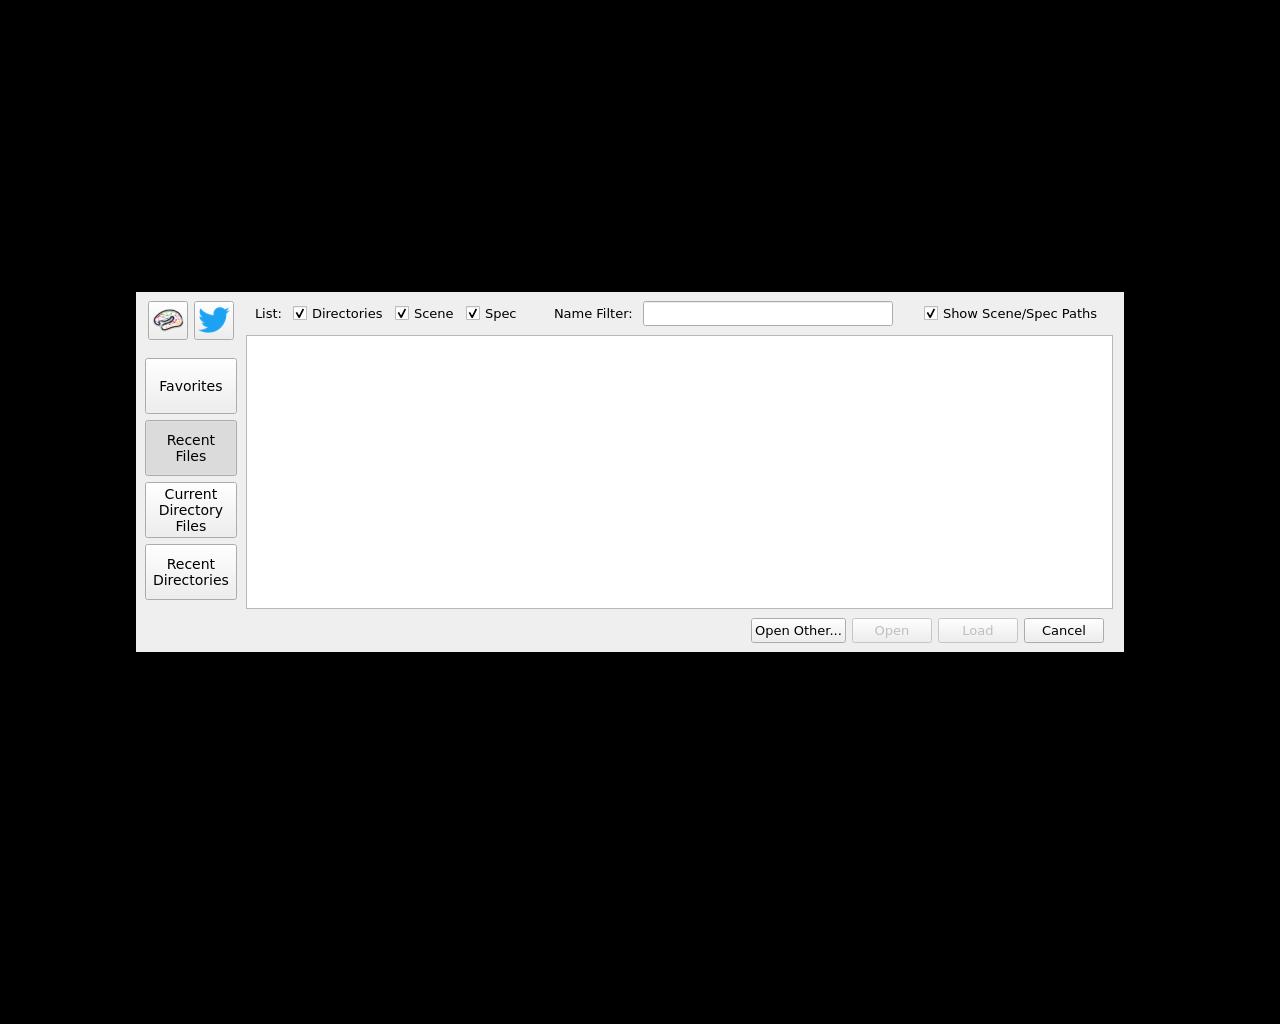 List: Directories Scene Spec Name Filter: Show Scene/Spec Paths
Favorites
Recent
Files
Current
Directory
Files
Recent
Directories
Open Other... Open Load Cancel